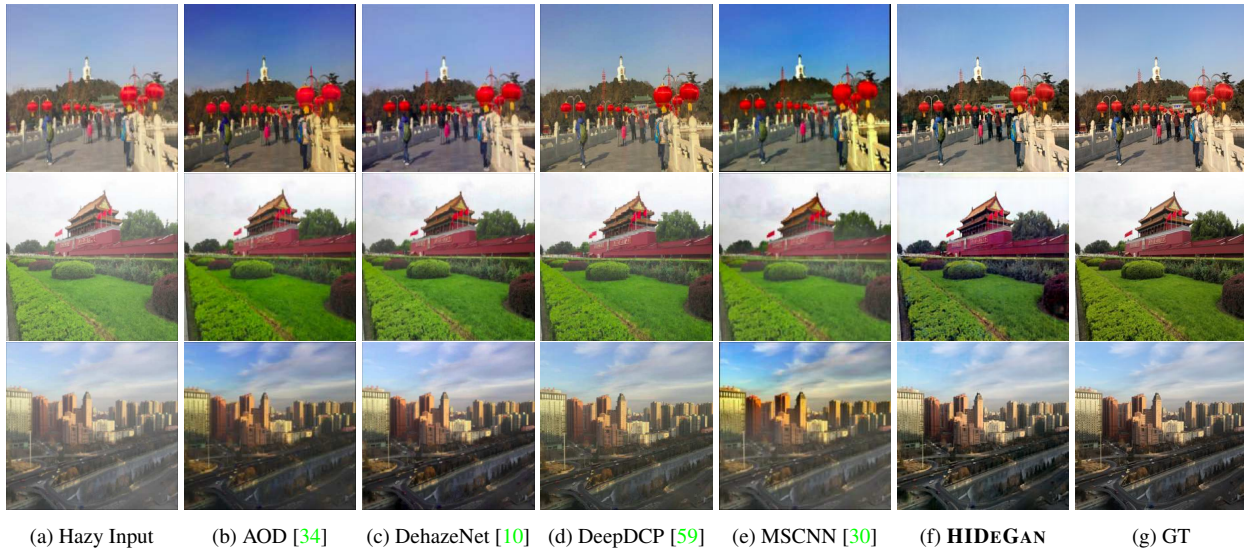 (a) Hazy Input (b) AOD [34] (c) DehazeNet [10] (d) DeepDCP [59] (e) MSCNN [30] (f) HIDEGAN (g) GT